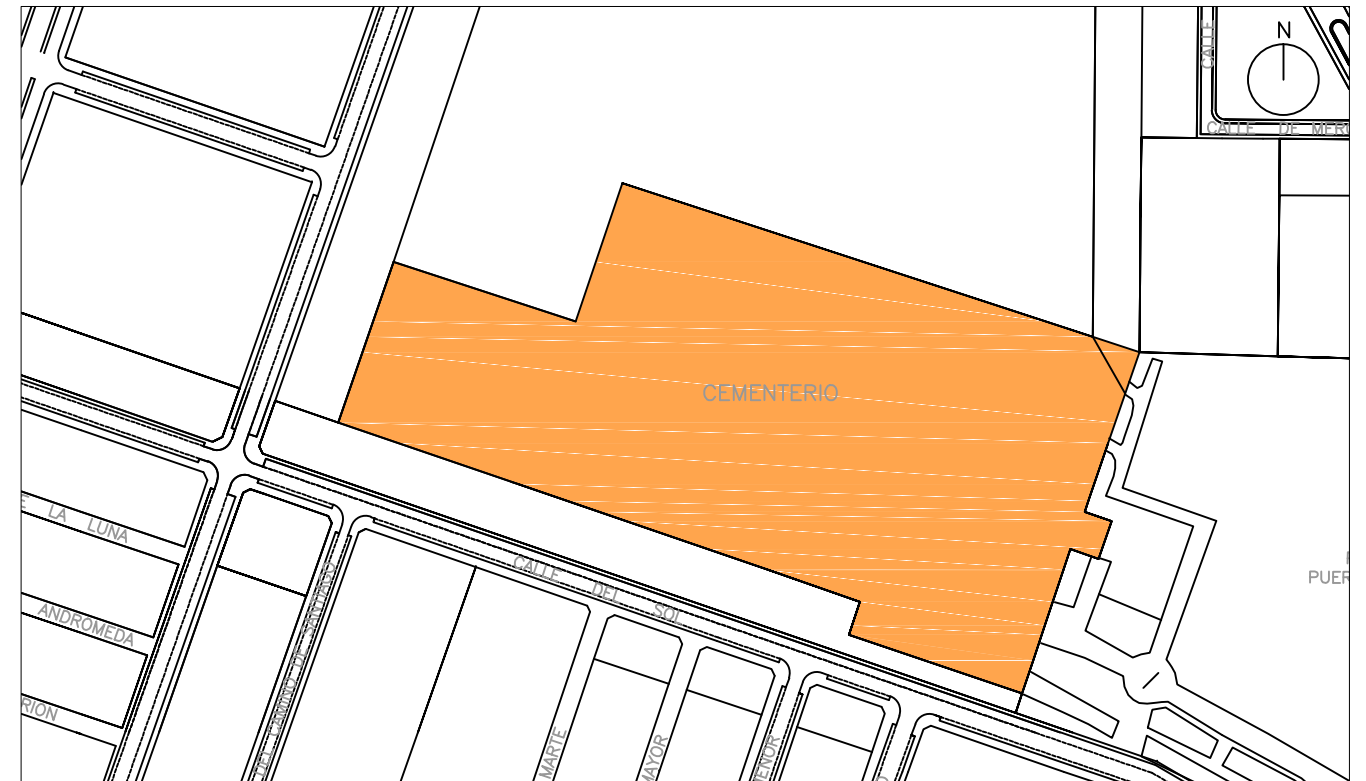 N
CALLE
CALLE DE MERC
CEMENTERIO
E LA LUNA
CALLE DEL SOL
PUER
ANDROMEDA
DEL CAMINO DE SANTIAGO
RION
MARTE
MAYOR
MENOR